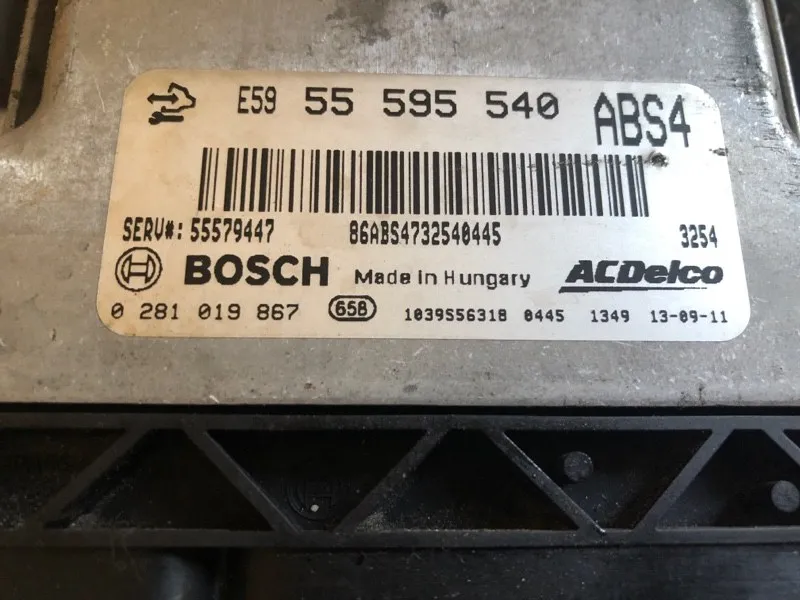 E59 55 595 540 ABS4
SERV#: 55579447 86ABS4732540445 3254
BOSCH Made in Hungary ACDelco
0 281 019 867 65B 1039S56318 0445 1349 13-09-11